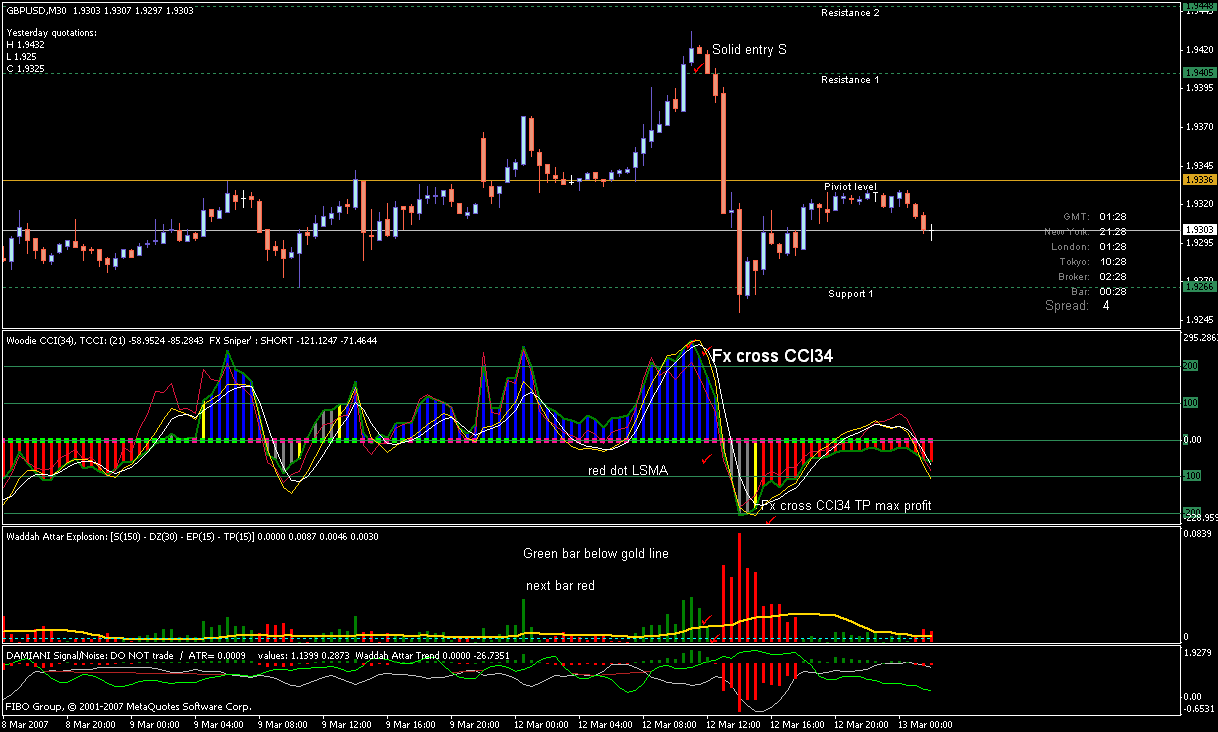 GBPUSD,M30 1.9303 1.9307 1.9297 1.9303
Resistance 2
1.9445
Yesterday quotations:
H 1.9432
L 1.925
C 1.9325
Solid entry S
1.9420
Resistance 1
1.9405
1.9395
1.9370
1.9345
Piviot level
1.9336
1.9320
GMT: 01:28
1.9303
New York: 21:28
1.9295
London: 01:28
Tokyo: 10:28
1.9270
Broker: 02:28
1.9266
Support 1
Bar: 00:28
Spread: 4
1.9245
Woodie CCI(34), TCCI: (21) -58.9524 -85.2843 FX Sniper' : SHORT -121.1247 -71.4644
295.286
Fx cross CCI34
200
100
0.00
red dot LSMA
-100
Fx cross CCI34 TP max profit
-228.959
Waddah Attar Explosion: [S(150) - DZ(30) - EP(15) - TP(15)] 0.0000 0.0087 0.0046 0.0030
0.0839
Green bar below gold line
next bar red
0
DAMIANI Signal/Noise: DO NOT trade / ATR= 0.0009 values: 1.1399 0.2873 Waddah Attar Trend 0.0000 -26.7351
1.9279
0.00
FIBO Group, © 2001-2007 MetaQuotes Software Corp.
-0.6531
8 Mar 2007 8 Mar 20:00 9 Mar 00:00 9 Mar 04:00 9 Mar 08:00 9 Mar 12:00 9 Mar 16:00 9 Mar 20:00 12 Mar 00:00 12 Mar 04:00 12 Mar 08:00 12 Mar 12:00 12 Mar 16:00 12 Mar 20:00 13 Mar 00:00